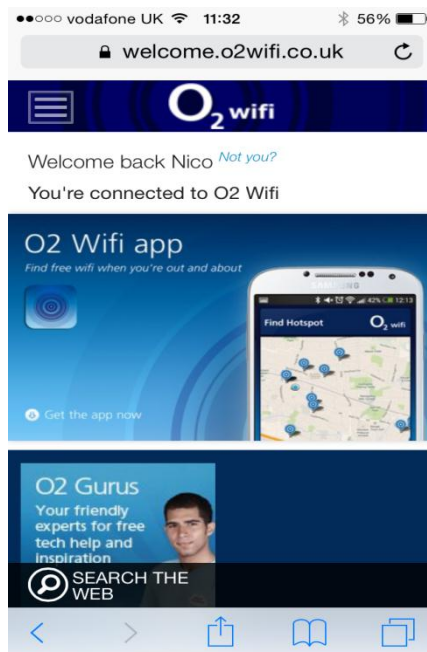 vodafone UK 11:32 56%
welcome.o2wifi.co.uk
O2 wifi
Welcome back Nico Not you?
You're connected to O2 Wifi
O2 Wifi app
Find free wifi when you're out and about
SAMSUNG
42% 12:13
Find Hotspot O2 wifi
Get the app now
O2 Gurus
Your friendly
experts for free
tech help and
inspiration
SEARCH THE
WEB